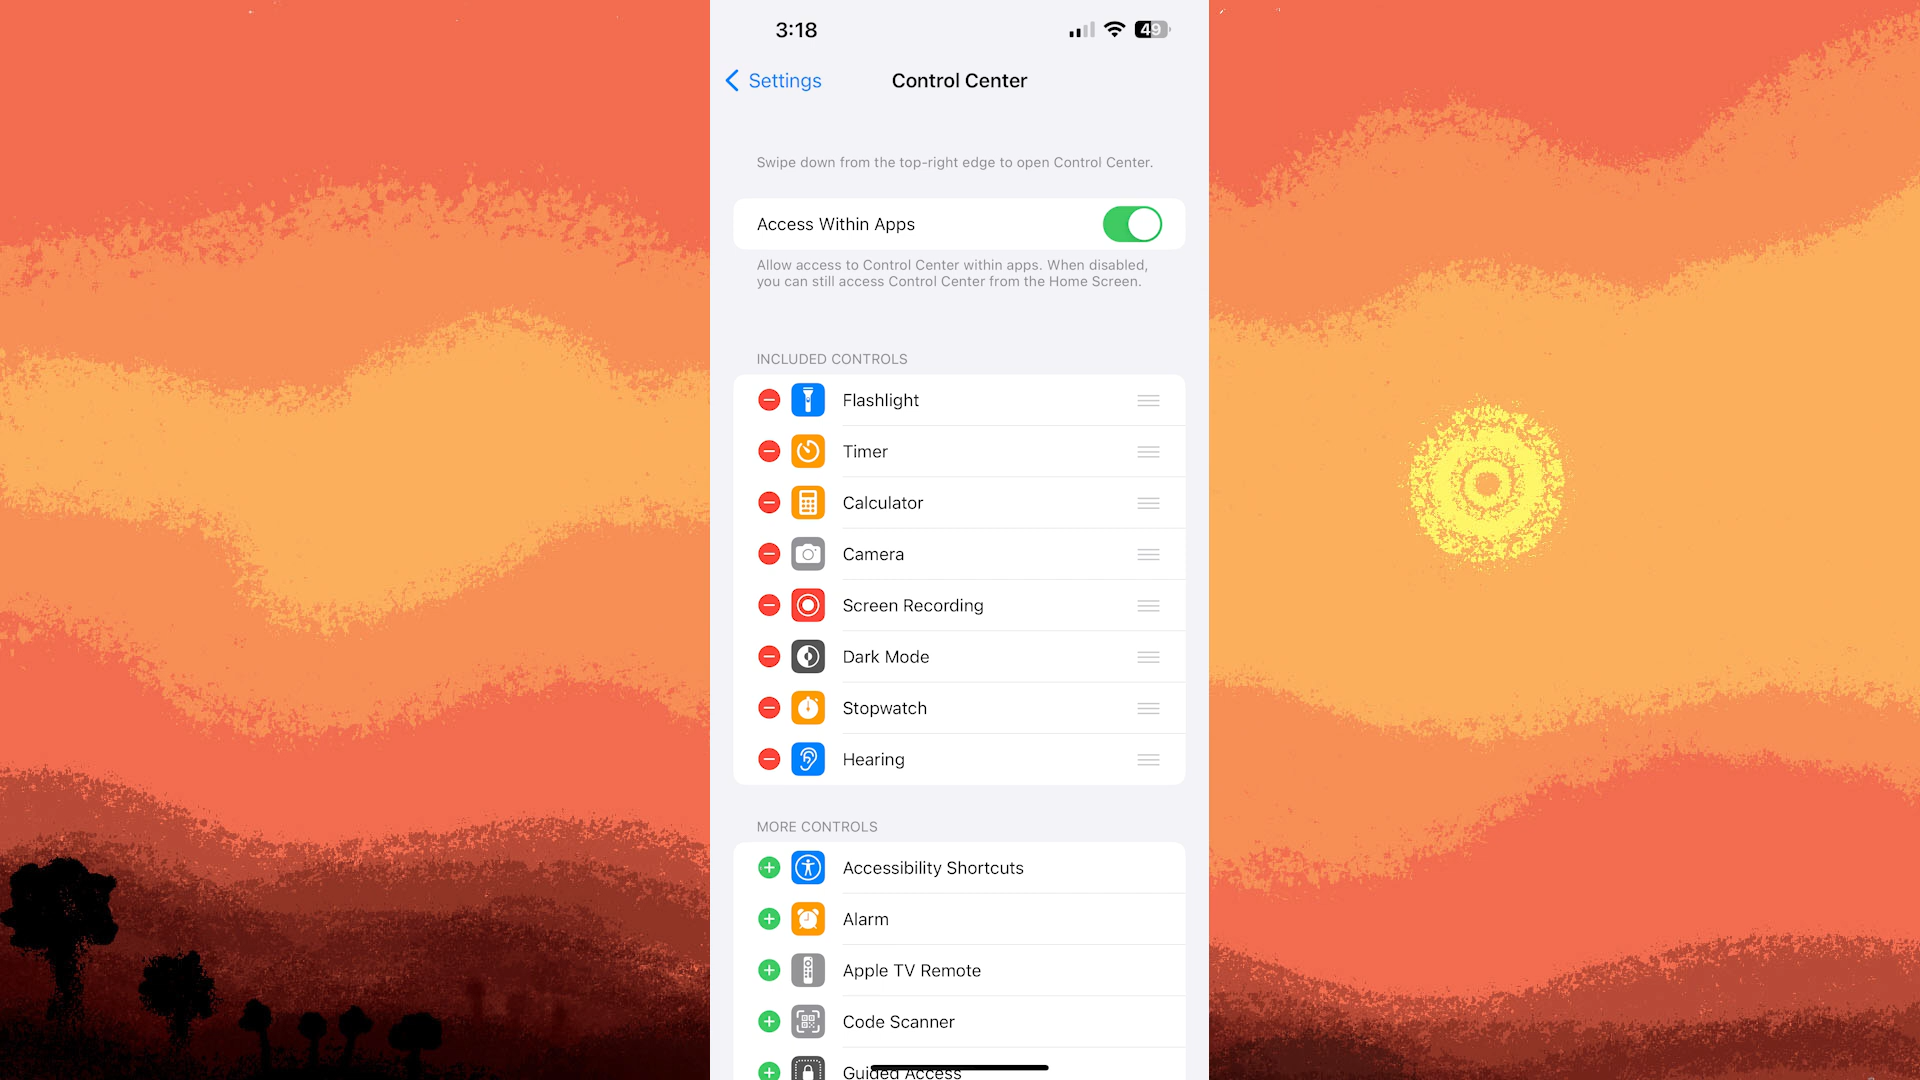 3:18
49
Settings
Control Center
Swipe down from the top-right edge to open Control Center.
Access Within Apps
Allow access to Control Center within apps. When disabled,
you can still access Control Center from the Home Screen.
INCLUDED CONTROLS
Flashlight
Timer
Calculator
Camera
Screen Recording
Dark Mode
Stopwatch
Hearing
MORE CONTROLS
Accessibility Shortcuts
Alarm
Apple TV Remote
Code Scanner
Guided Access